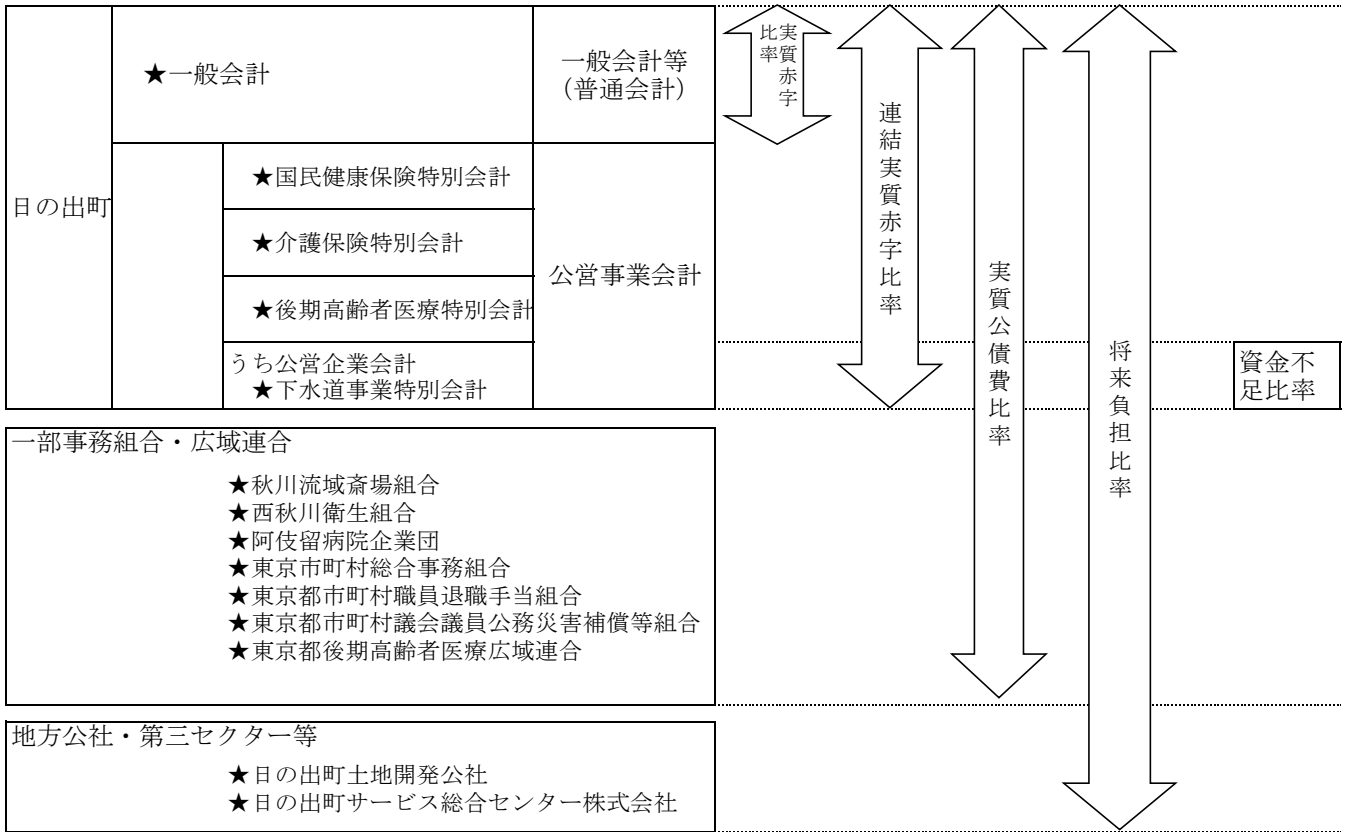 日の出町
★一般会計
一般会計等
（普通会計）
★国民健康保険特別会計
★介護保険特別会計
★後期高齢者医療特別会計
うち公営企業会計
★下水道事業特別会計
公営事業会計
実質赤字
比率
連結実質赤字比率
実質公債費比率
将来負担比率
資金不
足比率
一部事務組合・広域連合
★秋川流域斎場組合
★西秋川衛生組合
★阿伎留病院企業団
★東京市町村総合事務組合
★東京都市町村職員退職手当組合
★東京都市町村議会議員公務災害補償等組合
★東京都後期高齢者医療広域連合
地方公社・第三セクター等
★日の出町土地開発公社
★日の出町サービス総合センター株式会社